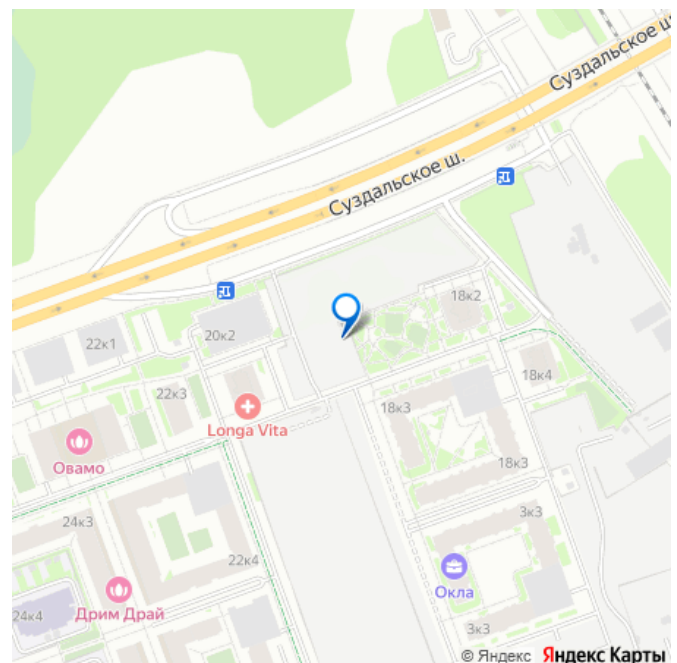 Суздальское ш
Суздальское ш.
18к2
22к1
20к2
18к4
22к3
18к3
Longa Vita
Овамо
18к3
24к3
3к3
22к4
Окла
24к4
Дрим Драй
3к3
© Яндекс Яндекс Карты